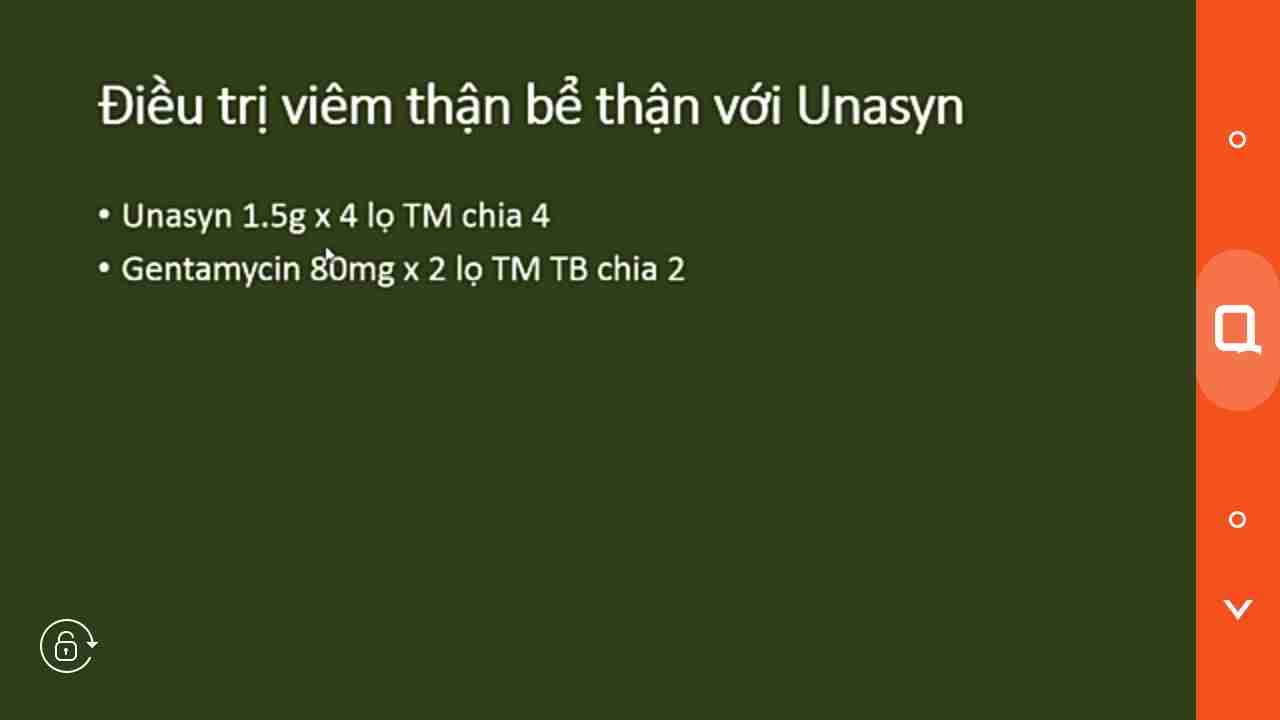 Điều trị viêm thận bể thận với Unasyn
• Unasyn 1.5g x 4 lọ TM chia 4
• Gentamycin 80mg x 2 lọ TM TB chia 2